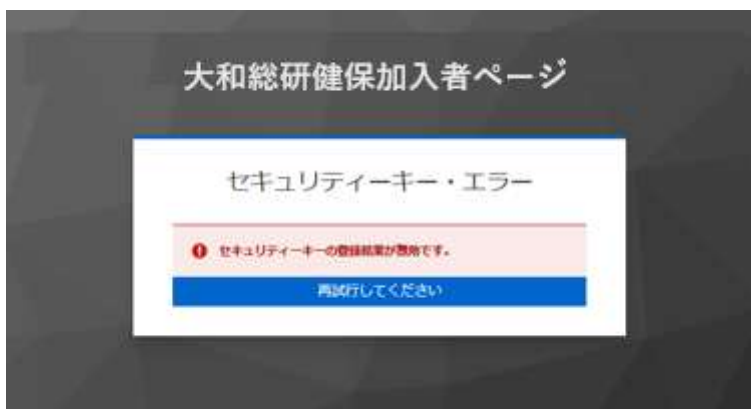 大和総研健保加入者ページ
セキュリティーキー・エラー
セキュリティーキーの登録結果が無効です。
再試行してください